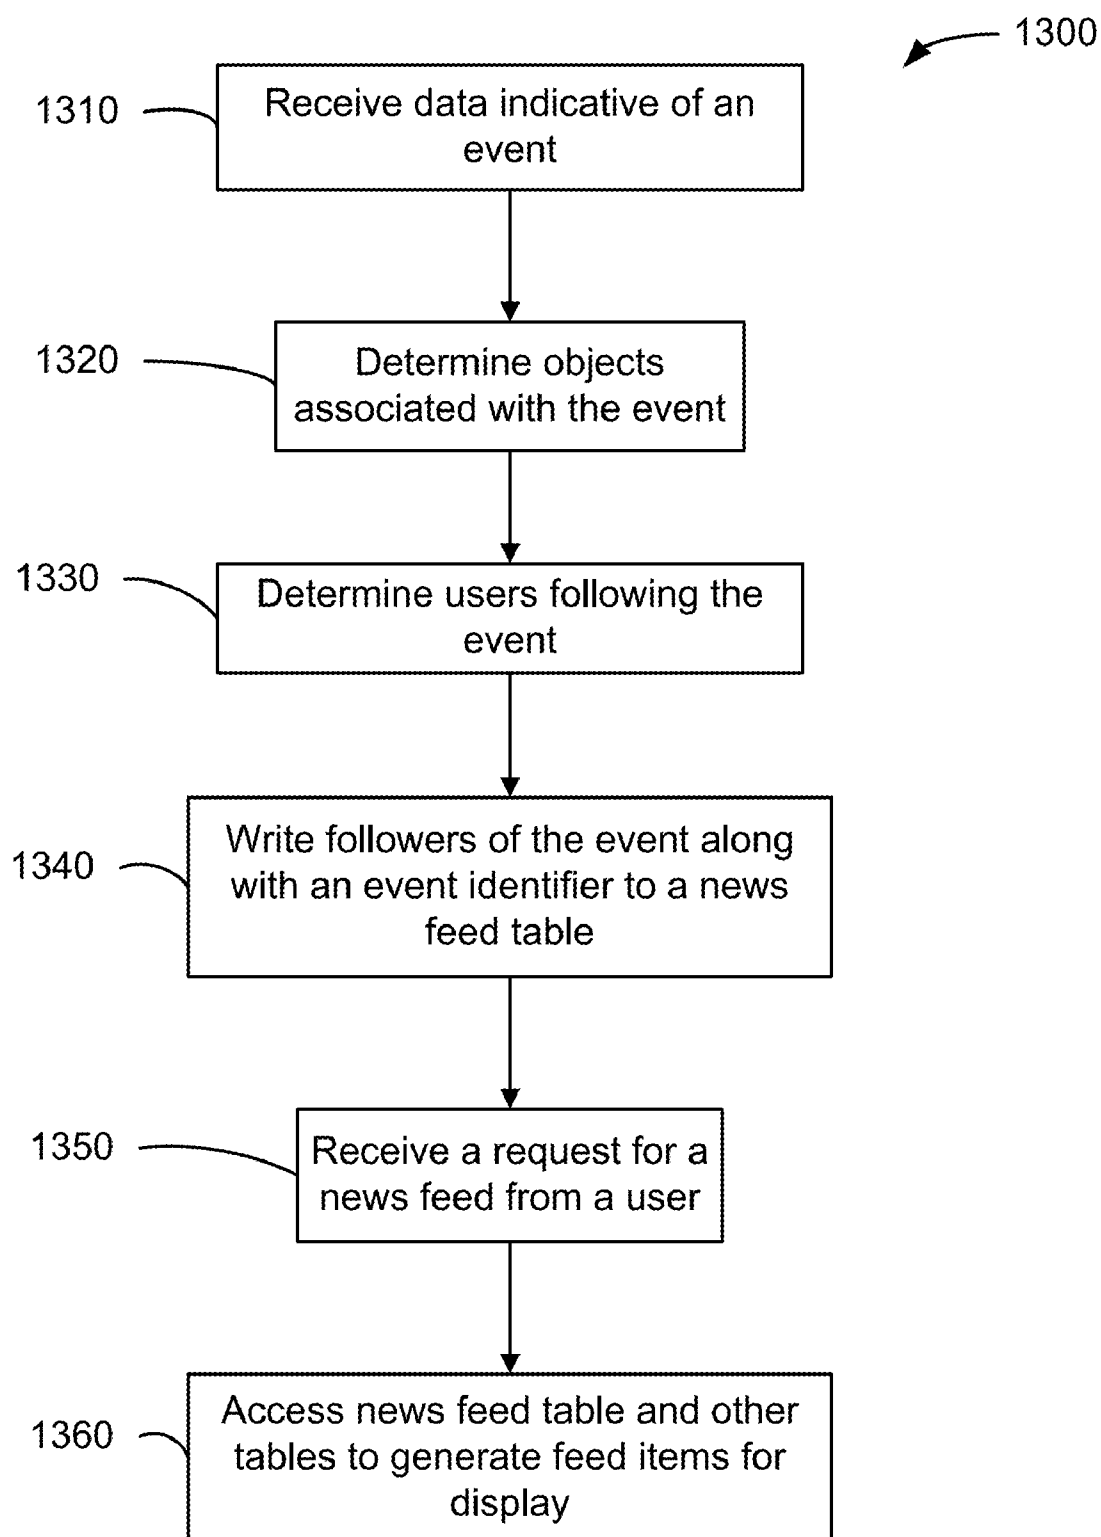 1300
1310
Receive data indicative of an
event
1320
Determine objects
associated with the event
1330
Determine users following the
event
1340
Write followers of the event along
with an event identifier to a news
feed table
1350
Receive a request for a
news feed from a user
1360
Access news feed table and other
tables to generate feed items for
display